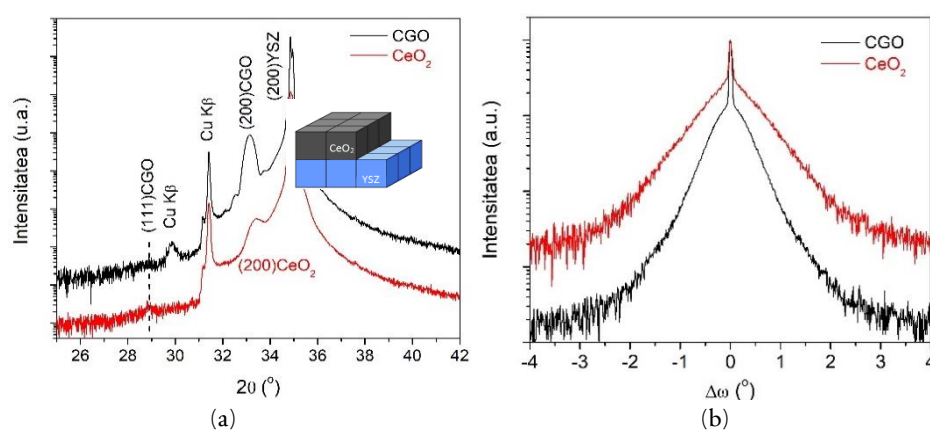 Intensitatea (u.a.)
(111)CGO
Cu Kβ
Cu Kβ
(200)CGO
(200)YSZ
CGO
CeO₂
CeO₂
YSZ
(200)CeO₂
26 28 30 32 34 36 38 40 42
2θ (°)
(a)
Intensitatea (a.u.)
CGO
CeO₂
-4 -3 -2 -1 0 1 2 3 4
Δω (°)
(b)